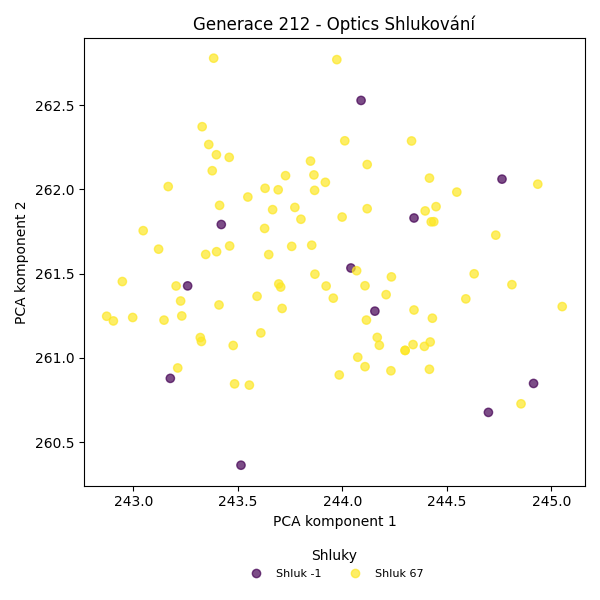 Generace 212 - Optics Shlukování
PCA komponent 2
262.5
262.0
261.5
261.0
260.5
243.0 243.5 244.0 244.5 245.0
PCA komponent 1
Shluky
Shluk -1 Shluk 67